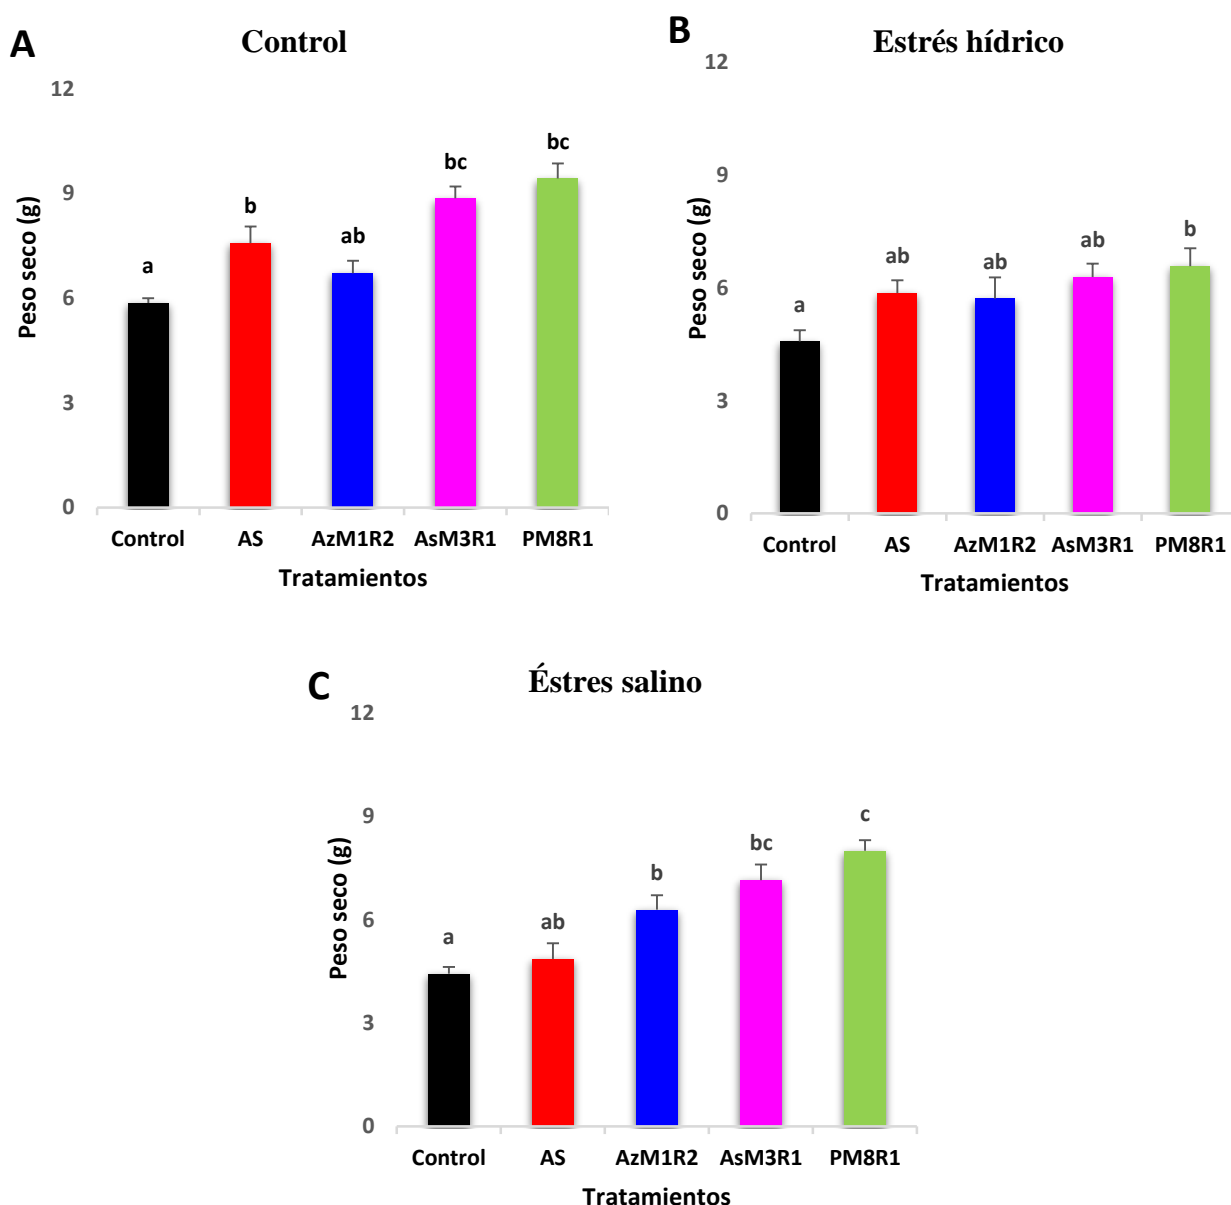 A
Control
12
9
6
3
0
Peso seco (g)
a
b
ab
bc
bc
Control AS AzM1R2 AsM3R1 PM8R1
Tratamientos
B
Estrés hídrico
12
9
6
3
0
Peso seco (g)
a
ab
ab
ab
b
Control AS AzM1R2 AsM3R1 PM8R1
Tratamientos
C
Éstres salino
12
9
6
3
0
Peso seco (g)
a
ab
b
bc
c
Control AS AzM1R2 AsM3R1 PM8R1
Tratamientos